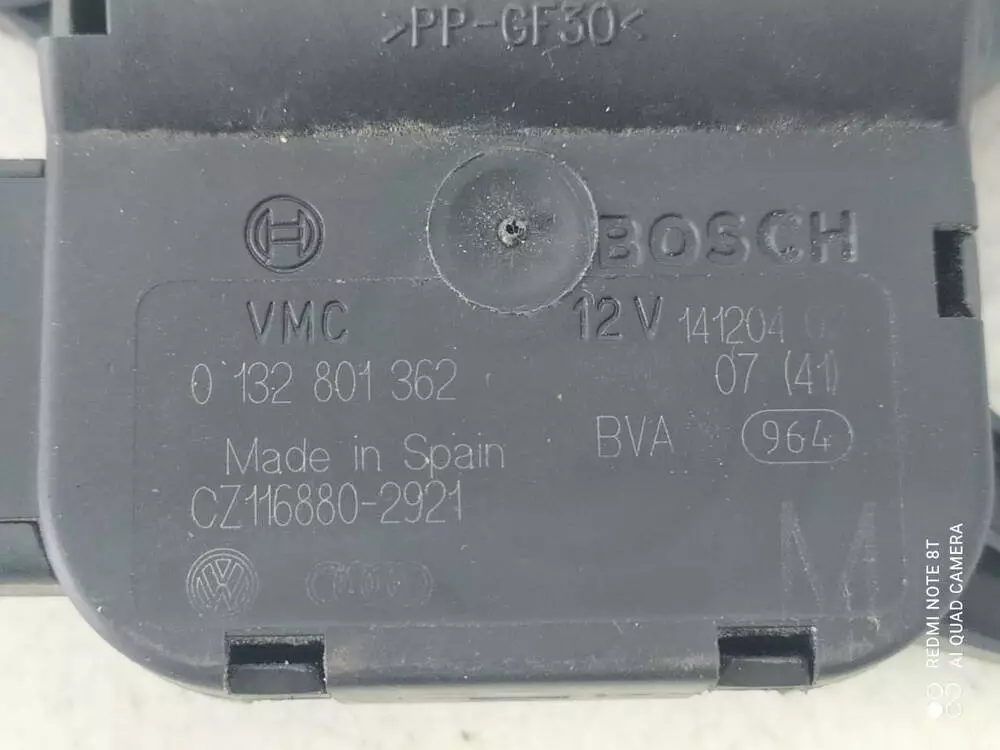 >PP-GF30<
BOSCH
VMC 12V 141204
0 132 801 362 07 (41)
Made in Spain BVA 964
CZ116880-2921
M
REDMI NOTE 8T
AI QUAD CAMERA